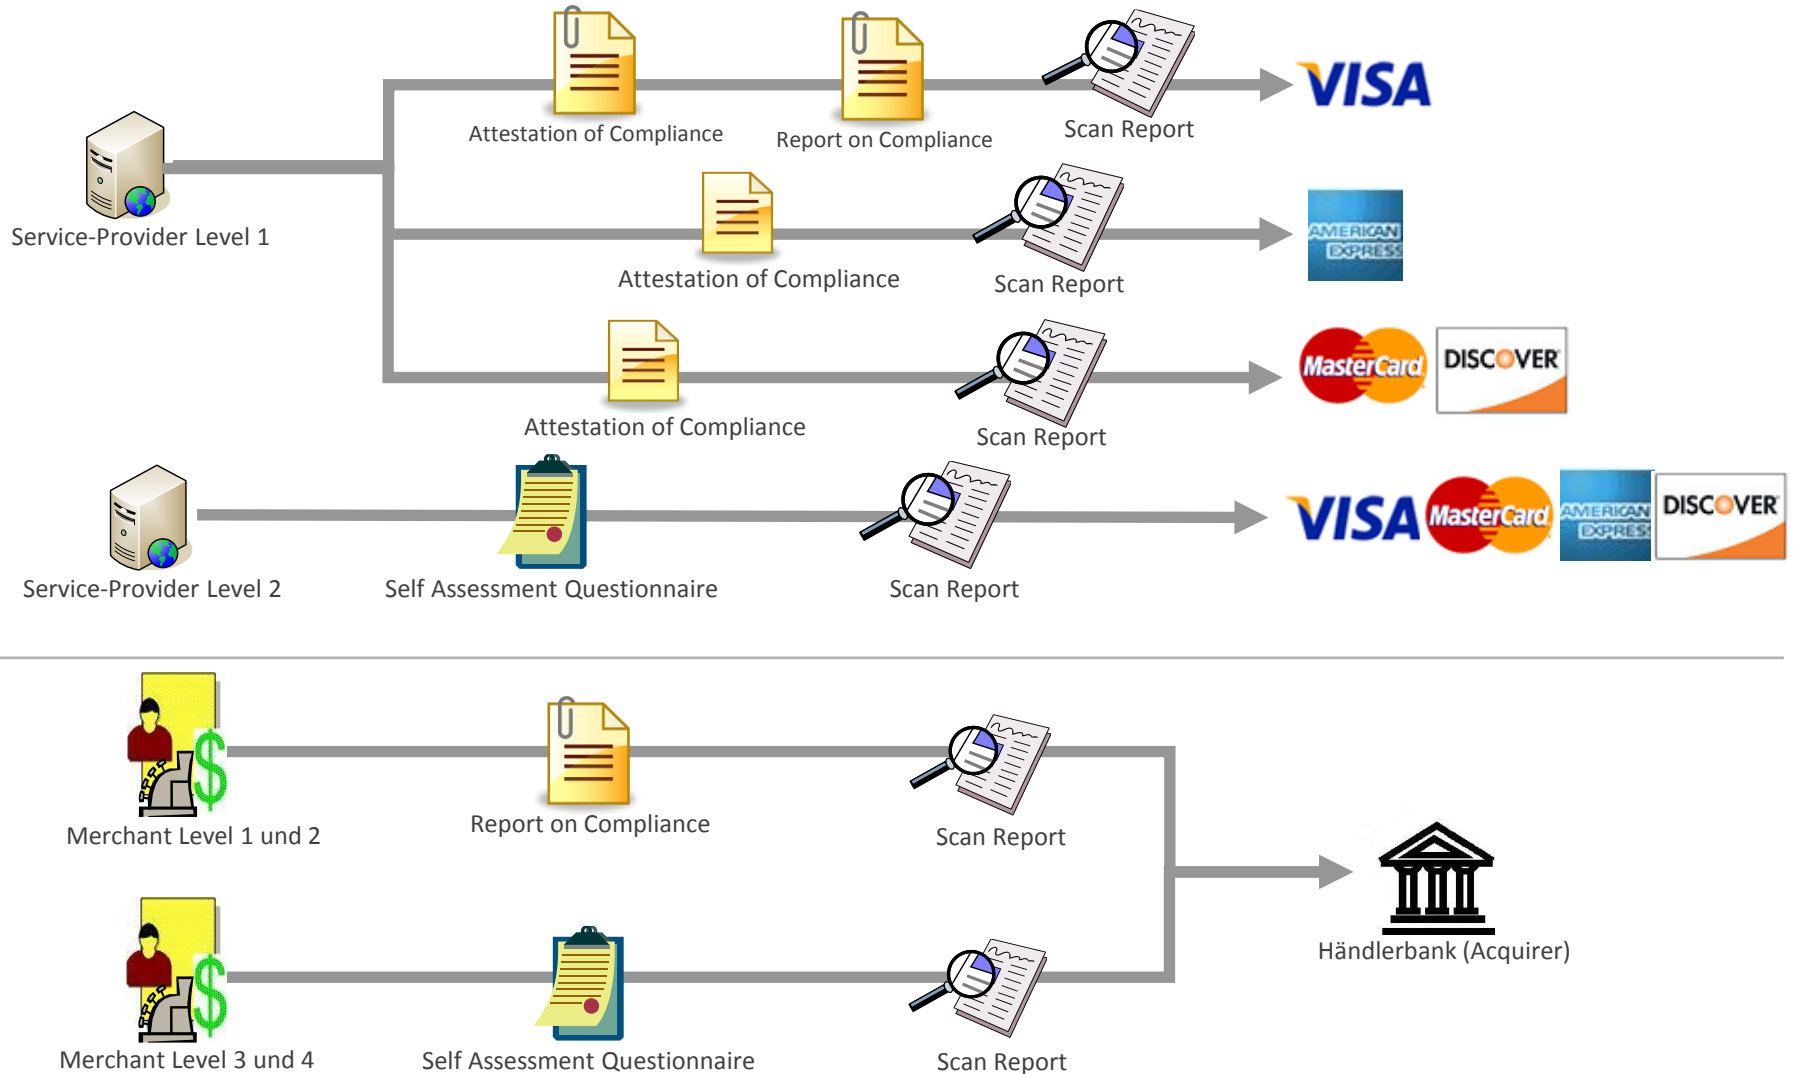 VISA
Attestation of Compliance
Report on Compliance
Scan Report
Service-Provider Level 1
AMERICAN
EXPRESS
Attestation of Compliance
Scan Report
MasterCard
DISCOVER
Attestation of Compliance
Scan Report
VISA
MasterCard
AMERICAN
EXPRESS
DISCOVER
Service-Provider Level 2
Self Assessment Questionnaire
Scan Report
$
Merchant Level 1 und 2
Report on Compliance
Scan Report
Händlerbank (Acquirer)
$
Merchant Level 3 und 4
Self Assessment Questionnaire
Scan Report